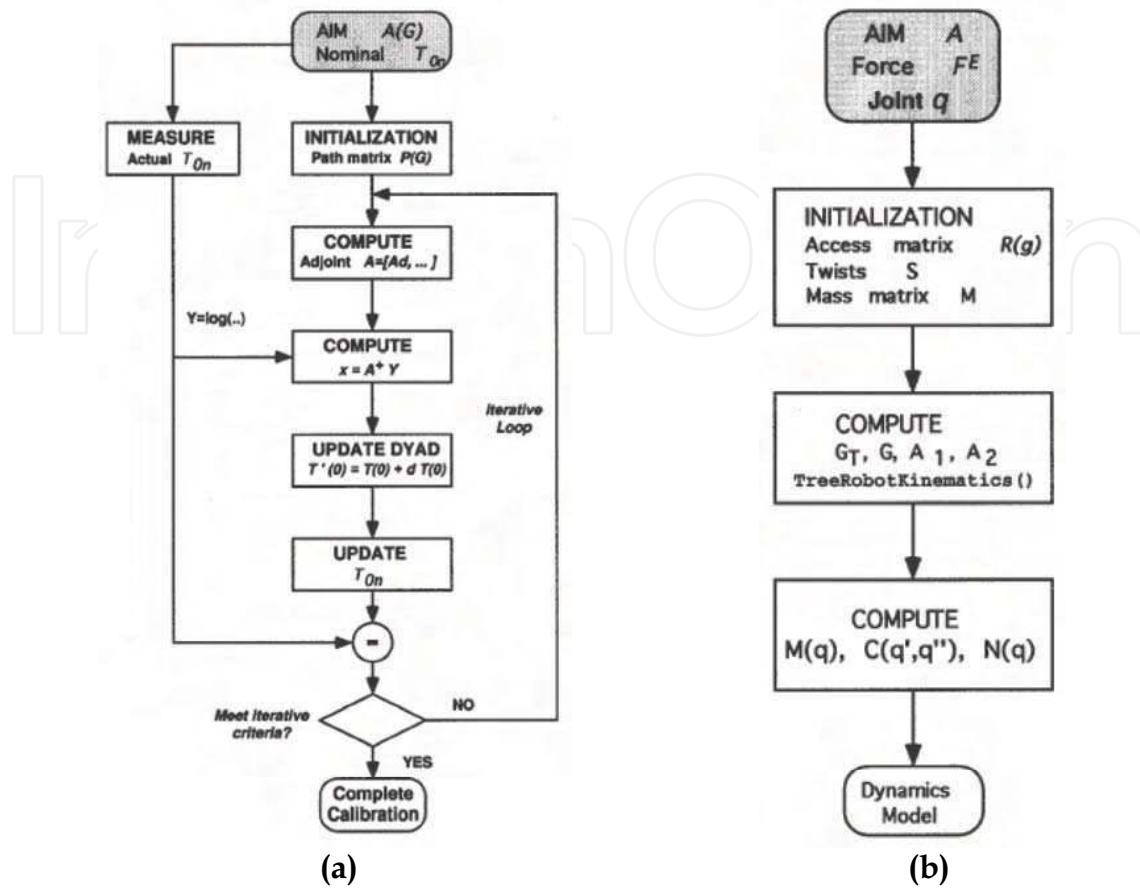 AIM A(G)
Nominal T0n
MEASURE
Actual T0n
INITIALIZATION
Path matrix P(G)
COMPUTE
Adjoint A=[Ad, ... ]
Y=log(..)
COMPUTE
x = A+ Y
Iterative
Loop
UPDATE DYAD
T'(0) = T(0) + d T(0)
UPDATE
T0n
-
Meet iterative
criteria?
NO
YES
Complete
Calibration
(a)
AIM A
Force FE
Joint q
INITIALIZATION
Access matrix R(g)
Twists S
Mass matrix M
COMPUTE
GT, G, A1, A2
TreeRobotKinematics()
COMPUTE
M(q), C(q',q''), N(q)
Dynamics
Model
(b)